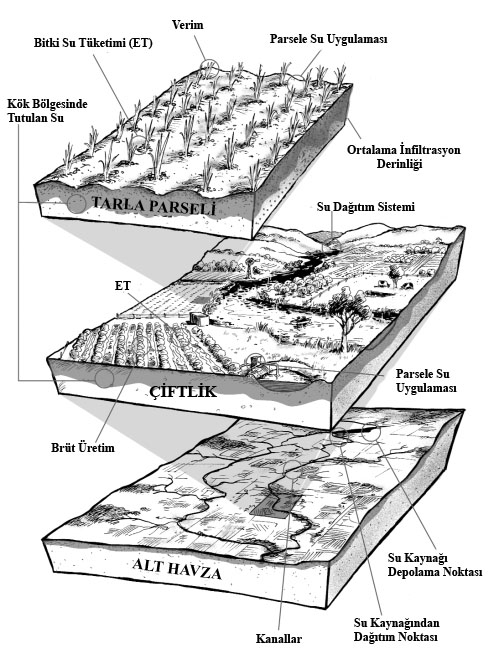 Verim
Bitki Su Tüketimi (ET)
Parsele Su Uygulaması
Kök Bölgesinde
Tutulan Su
Ortalama İnfiltrasyon
Derinliği
TARLA PARSELİ
Su Dağıtım Sistemi
ET
Parsele Su
Uygulaması
ÇİFTLİK
Brüt Üretim
Su Kaynağı
Depolama Noktası
ALT HAVZA
Su Kaynağından
Dağıtım Noktası
Kanallar